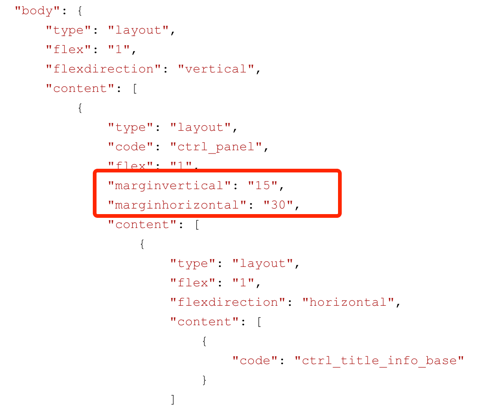 "body": {
"type": "layout",
"flex": "1",
"flexdirection": "vertical",
"content": [
{
"type": "layout",
"code": "ctrl_panel",
"flex": "1",
"marginvertical": "15",
"marginhorizontal": "30",
"content": [
{
"type": "layout",
"flex": "1",
"flexdirection": "horizontal",
"content": [
{
"code": "ctrl_title_info_base"
}
]